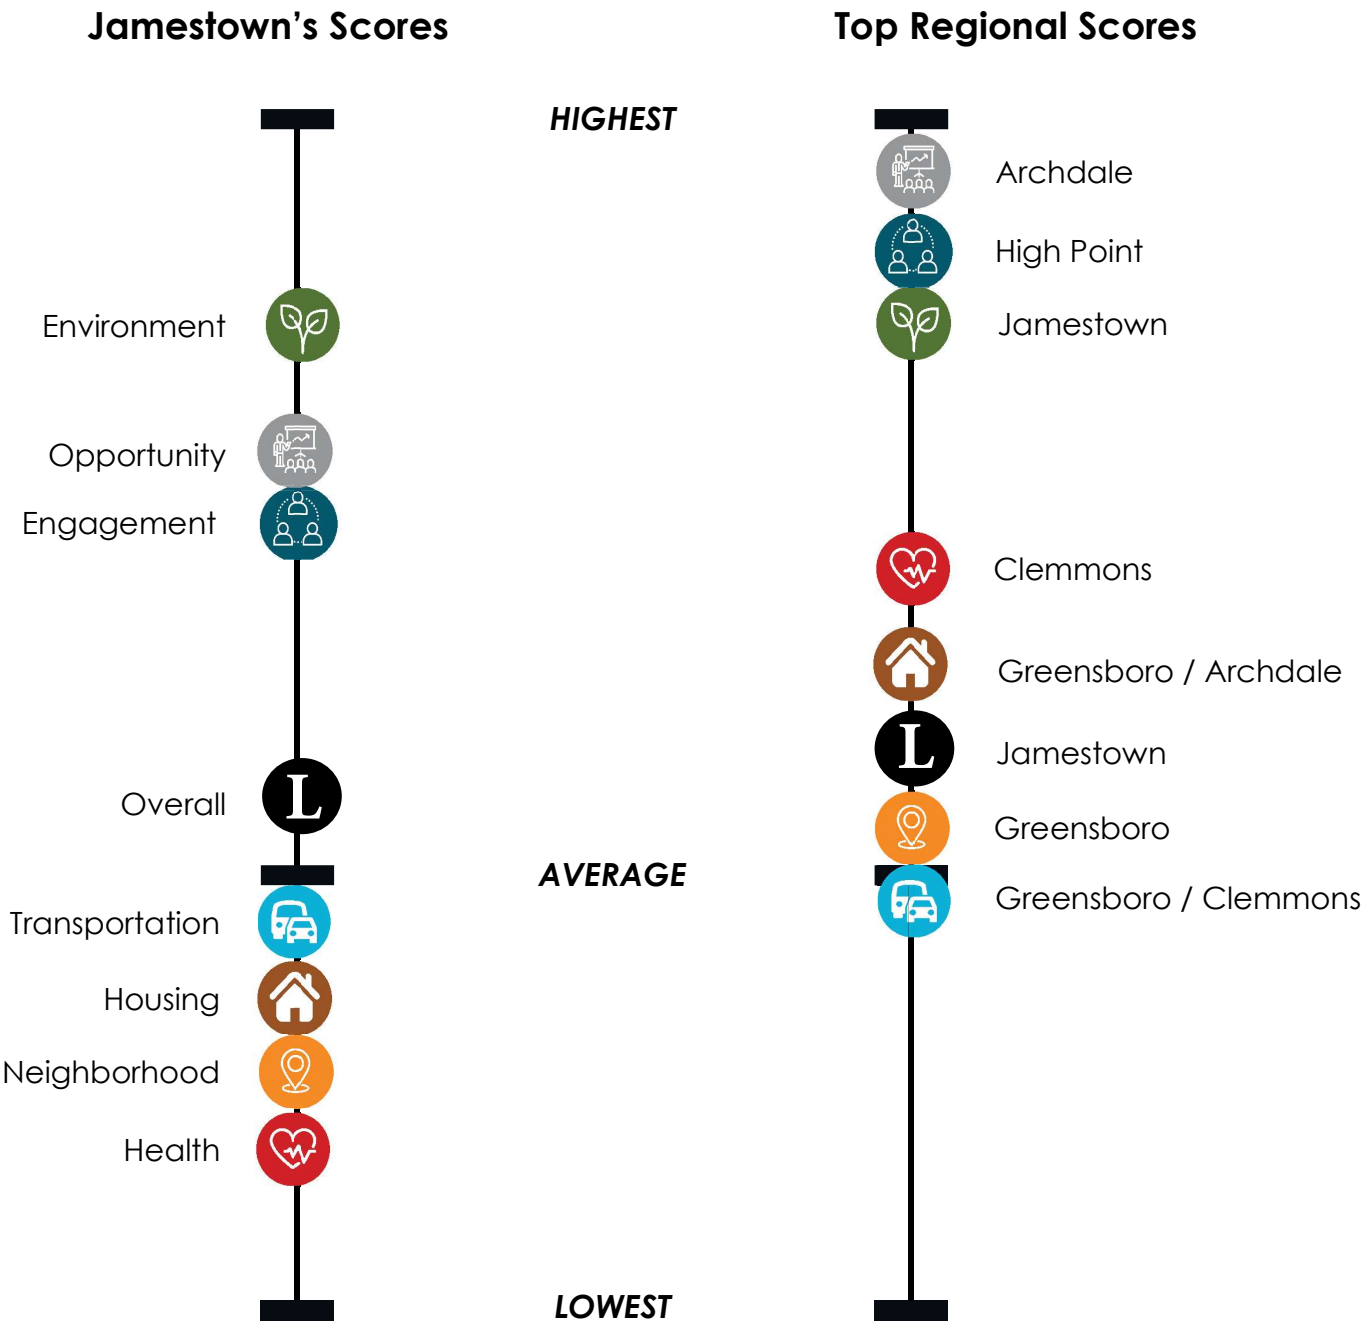 Jamestown's Scores
Top Regional Scores
HIGHEST
Archdale
High Point
Environment
Jamestown
Opportunity
Engagement
Clemmons
Greensboro / Archdale
Jamestown
L
Overall
L
Greensboro
AVERAGE
Greensboro / Clemmons
Transportation
Housing
Neighborhood
Health
LOWEST